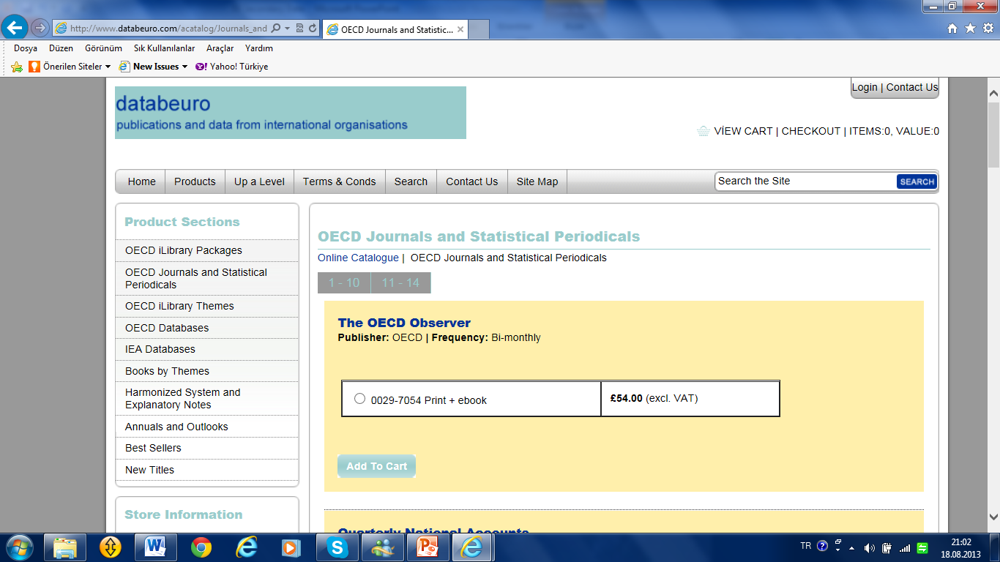 http://www.databeuro.com/acatalog/Journals_and
OECD Journals and Statistic...
Dosya Düzen Görünüm Sık Kullanılanlar Araçlar Yardım
Önerilen Siteler New Issues Yahoo! Türkiye
Login | Contact Us
databeuro
publications and data from international organisations
VİEW CART | CHECKOUT | ITEMS:0, VALUE:0
Home Products Up a Level Terms & Conds Search Contact Us Site Map Search the Site SEARCH
Product Sections
OECD iLibrary Packages
OECD Journals and Statistical
Periodicals
OECD iLibrary Themes
OECD Databases
IEA Databases
Books by Themes
Harmonized System and
Explanatory Notes
Annuals and Outlooks
Best Sellers
New Titles
Store Information
OECD Journals and Statistical Periodicals
Online Catalogue | OECD Journals and Statistical Periodicals
1 - 10 11 - 14
The OECD Observer
Publisher: OECD | Frequency: Bi-monthly
0029-7054 Print + ebook £54.00 (excl. VAT)
Add To Cart
Quarterly National Accounts
TR
21:02
18.08.2013